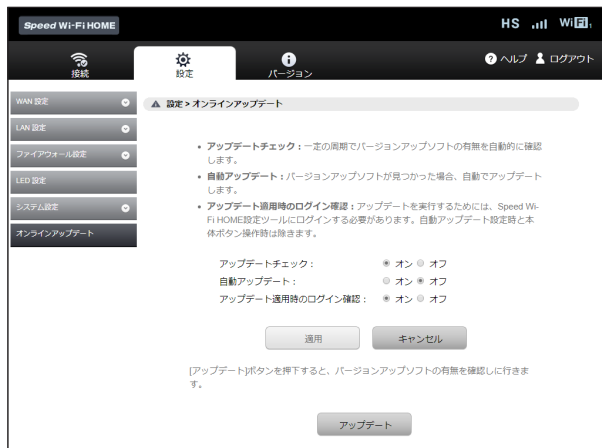 Speed Wi-Fi HOME
HS
WiFi 1
接続
設定
バージョン
ヘルプ ログアウト
WAN 設定
LAN 設定
ファイアウォール設定
LED 設定
システム設定
オンラインアップデート
設定 > オンラインアップデート
• アップデートチェック：一定の周期でバージョンアップソフトの有無を自動的に確認
します。
• 自動アップデート：バージョンアップソフトが見つかった場合、自動でアップデート
します。
• アップデート適用時のログイン確認：アップデートを実行するためには、Speed Wi-
Fi HOME設定ツールにログインする必要があります。自動アップデート設定時と本
体ボタン操作時は除きます。
アップデートチェック： オン オフ
自動アップデート： オン オフ
アップデート適用時のログイン確認： オン オフ
適用 キャンセル
[アップデート]ボタンを押下すると、バージョンアップソフトの有無を確認しに行きま
す。
アップデート